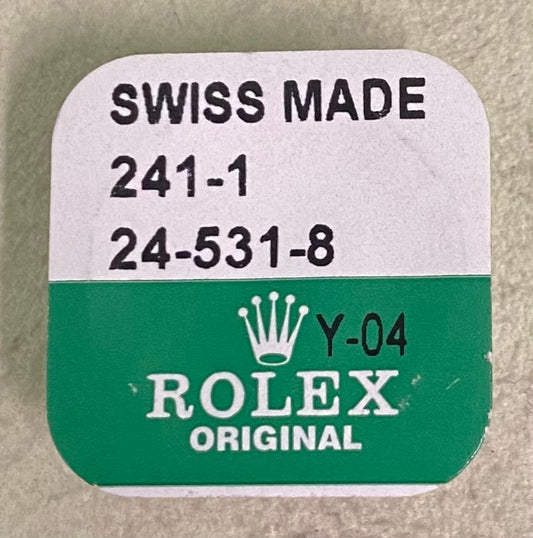 SWISS MADE
241-1
24-531-8
Y-04
ROLEX
ORIGINAL